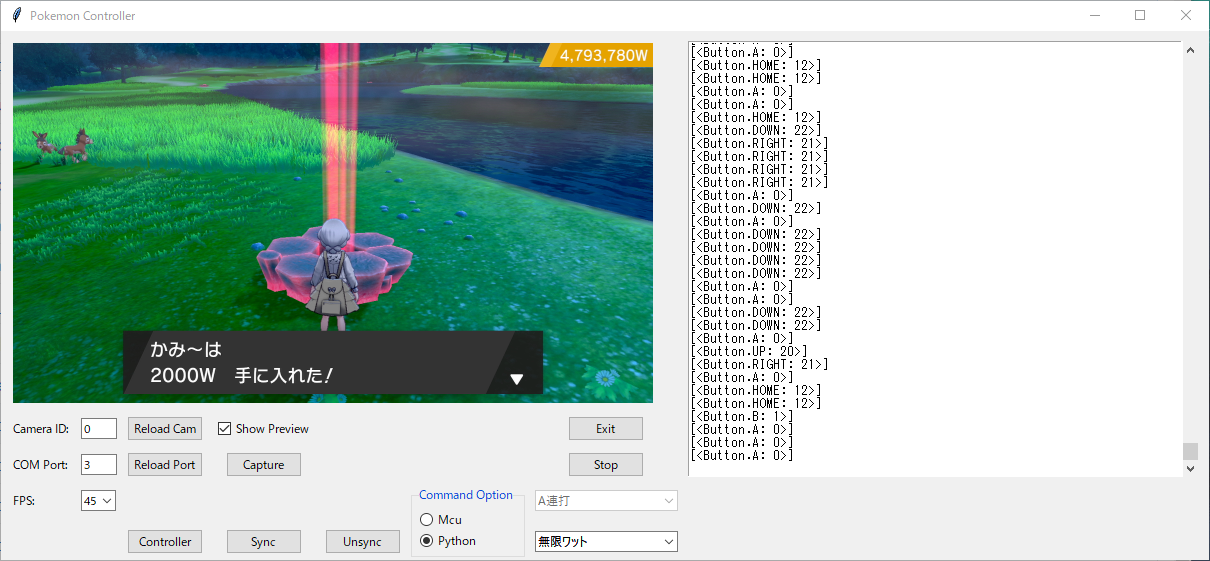 Pokemon Controller
4,793,780W
かみ～は
2000W 手に入れた!
Camera ID: 0 Reload Cam Show Preview Exit
COM Port: 3 Reload Port Capture Stop
FPS: 45
Controller Sync Unsync
Command Option
Mcu
Python
A連打
無限ワット
[<Button.A: 0>]
[<Button.HOME: 12>]
[<Button.HOME: 12>]
[<Button.A: 0>]
[<Button.A: 0>]
[<Button.HOME: 12>]
[<Button.DOWN: 22>]
[<Button.RIGHT: 21>]
[<Button.RIGHT: 21>]
[<Button.RIGHT: 21>]
[<Button.RIGHT: 21>]
[<Button.A: 0>]
[<Button.DOWN: 22>]
[<Button.A: 0>]
[<Button.DOWN: 22>]
[<Button.DOWN: 22>]
[<Button.DOWN: 22>]
[<Button.DOWN: 22>]
[<Button.A: 0>]
[<Button.A: 0>]
[<Button.DOWN: 22>]
[<Button.DOWN: 22>]
[<Button.A: 0>]
[<Button.UP: 20>]
[<Button.RIGHT: 21>]
[<Button.A: 0>]
[<Button.HOME: 12>]
[<Button.HOME: 12>]
[<Button.B: 1>]
[<Button.A: 0>]
[<Button.A: 0>]
[<Button.A: 0>]